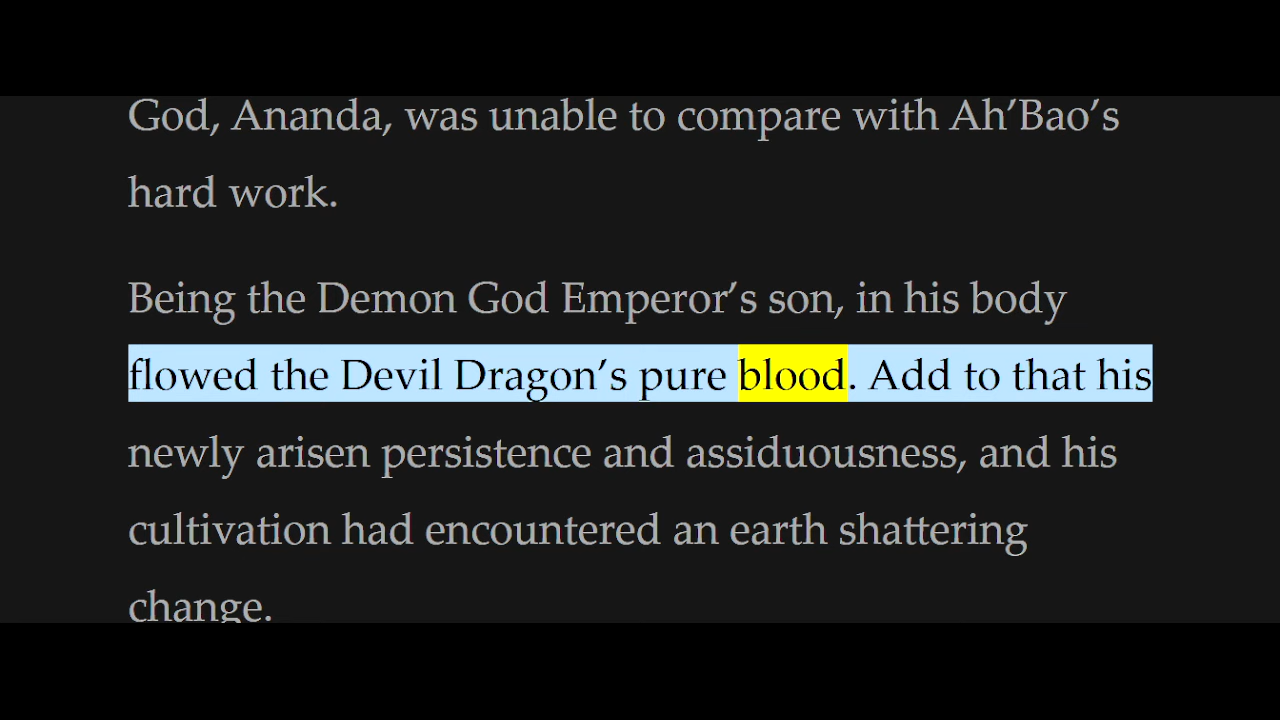 God, Ananda, was unable to compare with Ah’Bao’s
hard work.
Being the Demon God Emperor’s son, in his body
flowed the Devil Dragon’s pure blood. Add to that his
newly arisen persistence and assiduousness, and his
cultivation had encountered an earth shattering
change.